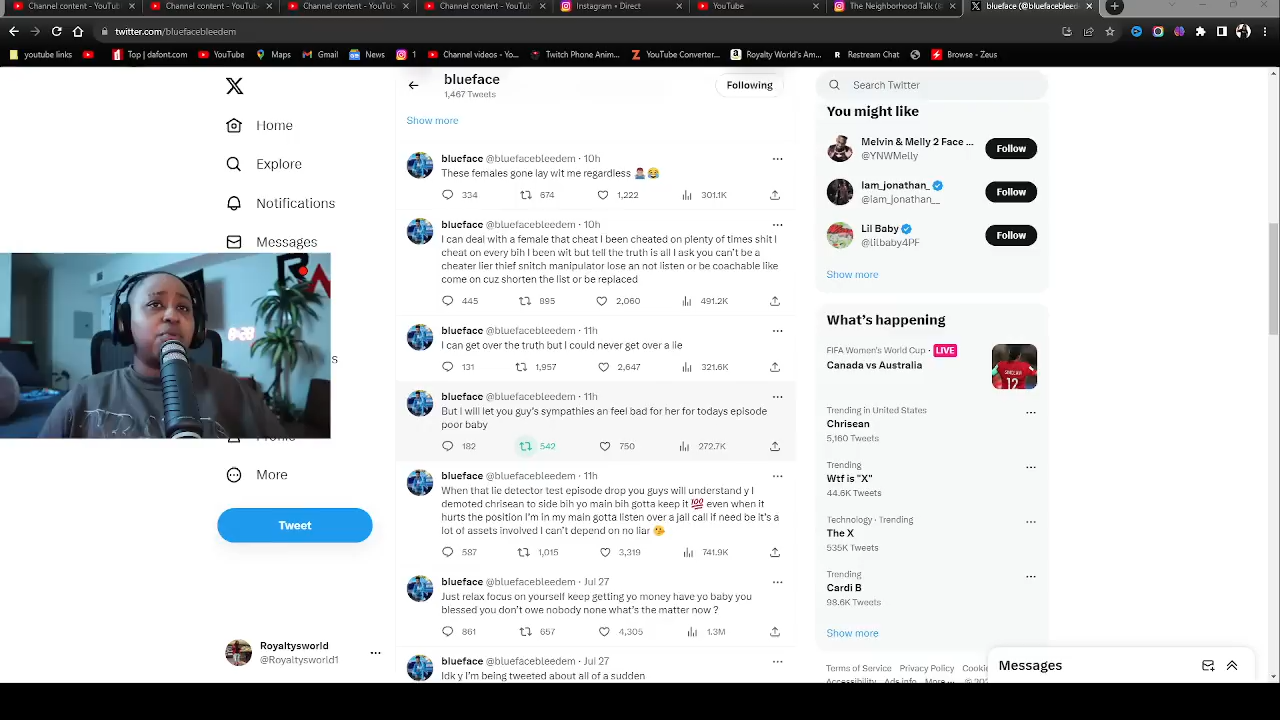 Channel content - YouTu
Channel content - YouTu
Channel content - YouTu
Channel content - YouTu
Instagram • Direct
YouTube
The Neighborhood Talk (
blueface (@bluefacebleedem
twitter.com/bluefacebleedem
youtube links
Top | dafont.com
YouTube
Maps
Gmail
News
1
Channel videos - Yo...
Twitch Phone Anim...
YouTube Converter...
Royalty World's Am...
Restream Chat
Browse - Zeus
blueface
1,467 Tweets
Following
Search Twitter
Home
Explore
Notifications
Messages
More
Tweet
Royaltysworld
@Royaltysworld1
RA
0:28
Show more
blueface @bluefacebleedem · 10h
These females gone lay wit me regardless 🤷🏽‍♂️😂
334 674 1,222 301.1K
blueface @bluefacebleedem · 10h
I can deal with a female that cheat I been cheated on plenty of times shit I
cheat on every bih I been wit but tell the truth is all I ask you can't be a
cheater lier thief snitch manipulator lose an not listen or be coachable like
come on cuz.shorten the list or be replaced
445 895 2,060 491.2K
blueface @bluefacebleedem · 11h
I can get over the truth but I could never get over a lie
131 1,957 2,647 321.6K
blueface @bluefacebleedem · 11h
But I will let you guy's sympathies an feel bad for her for todays episode
poor baby
182 542 750 272.7K
blueface @bluefacebleedem · 11h
When that lie detector test episode drop you guys will understand y I
demoted chrisean to side bih yo main bih gotta keep it 💯 even when it
hurts the position I'm in my main gotta listen over a jail call if need be it's a
lot of assets involved I can't depend on no liar 🤥
587 1,015 3,319 741.9K
blueface @bluefacebleedem · Jul 27
Just relax focus on yourself keep getting yo money have yo baby you
blessed you don't owe nobody none what's the matter now ?
861 657 4,305 1.3M
blueface @bluefacebleedem · Jul 27
Idk y I'm being tweeted about all of a sudden
You might like
Melvin & Melly 2 Face ...
@YNWMelly
Follow
Iam_jonathan_
@iam_jonathan__
Follow
Lil Baby
@lilbaby4PF
Follow
Show more
What's happening
FIFA Women's World Cup · LIVE
Canada vs Australia
SINCLAIR
12
Trending in United States
Chrisean
5,160 Tweets
Trending
Wtf is "X"
44.6K Tweets
Technology · Trending
The X
535K Tweets
Trending
Cardi B
98.6K Tweets
Show more
Terms of Service Privacy Policy
Messages